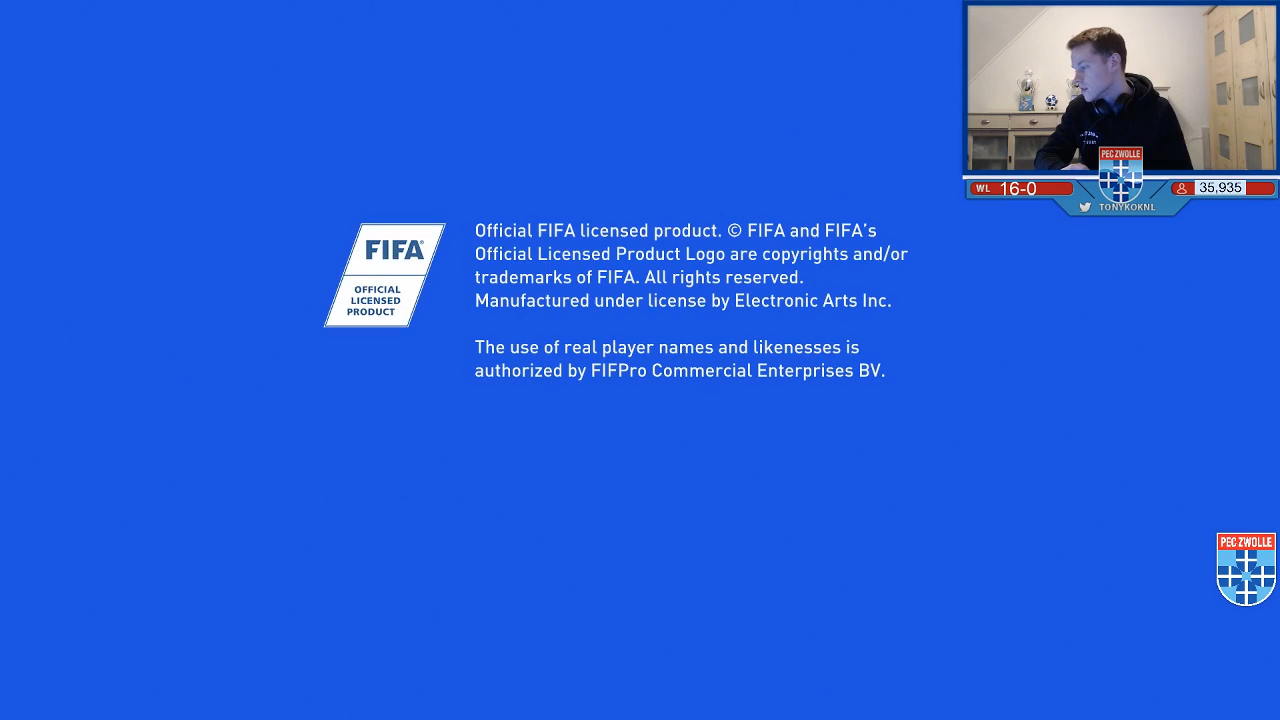 PEC ZWOLLE
WL 16-0
35,935
TONYKOKNL
FIFA®
OFFICIAL
LICENSED
PRODUCT
Official FIFA licensed product. © FIFA and FIFA's
Official Licensed Product Logo are copyrights and/or
trademarks of FIFA. All rights reserved.
Manufactured under license by Electronic Arts Inc.
The use of real player names and likenesses is
authorized by FIFPro Commercial Enterprises BV.
PEC ZWOLLE